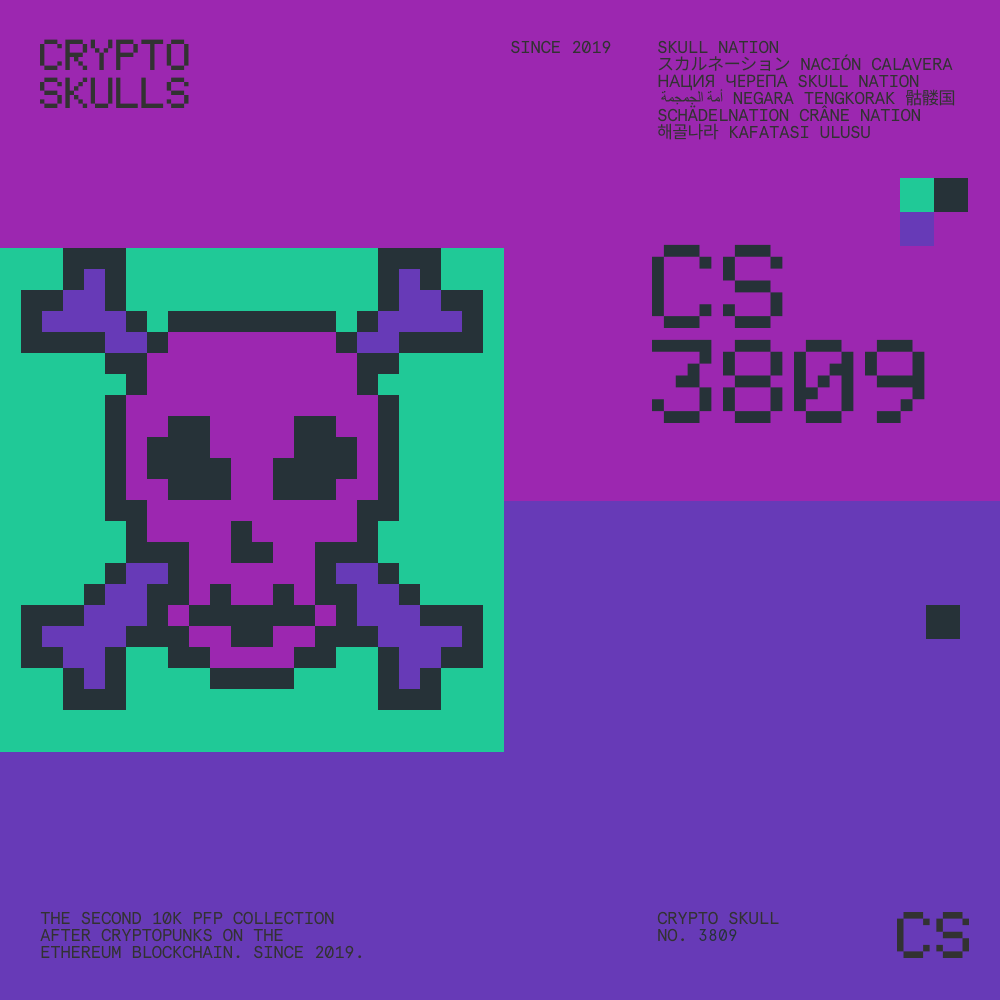 CRYPTO
SKULLS
SINCE 2019
SKULL NATION
スカルネーション NACIÓN CALAVERA
НАЦИЯ ЧЕРЕПА SKULL NATION
أمة الجمجمة NEGARA TENGKORAK 骷髅国
SCHÄDELNATION CRÂNE NATION
해골나라 KAFATASI ULUSU
CS
3809
THE SECOND 10K PFP COLLECTION
AFTER CRYPTOPUNKS ON THE
ETHEREUM BLOCKCHAIN. SINCE 2019.
CRYPTO SKULL
NO. 3809
CS